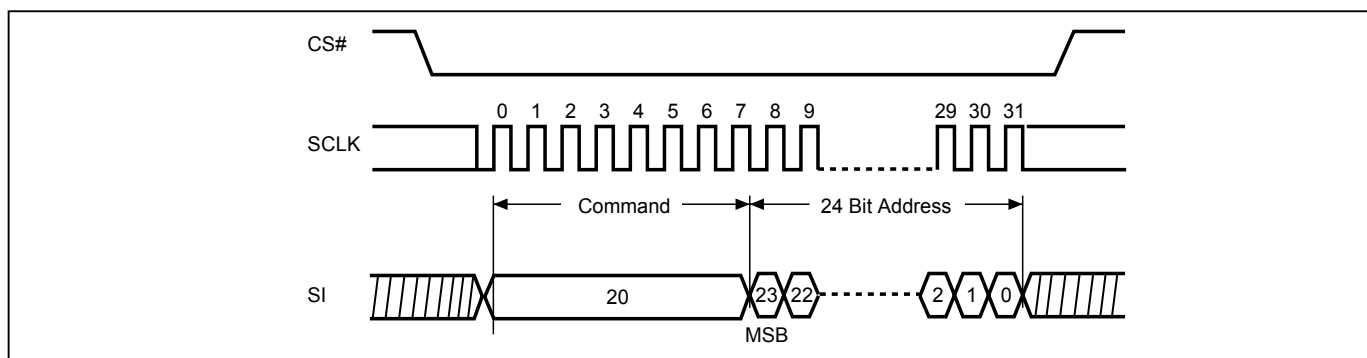 CS#
0 1 2 3 4 5 6 7 8 9 29 30 31
SCLK
Command 24 Bit Address
SI 20 23 22 2 1 0
MSB